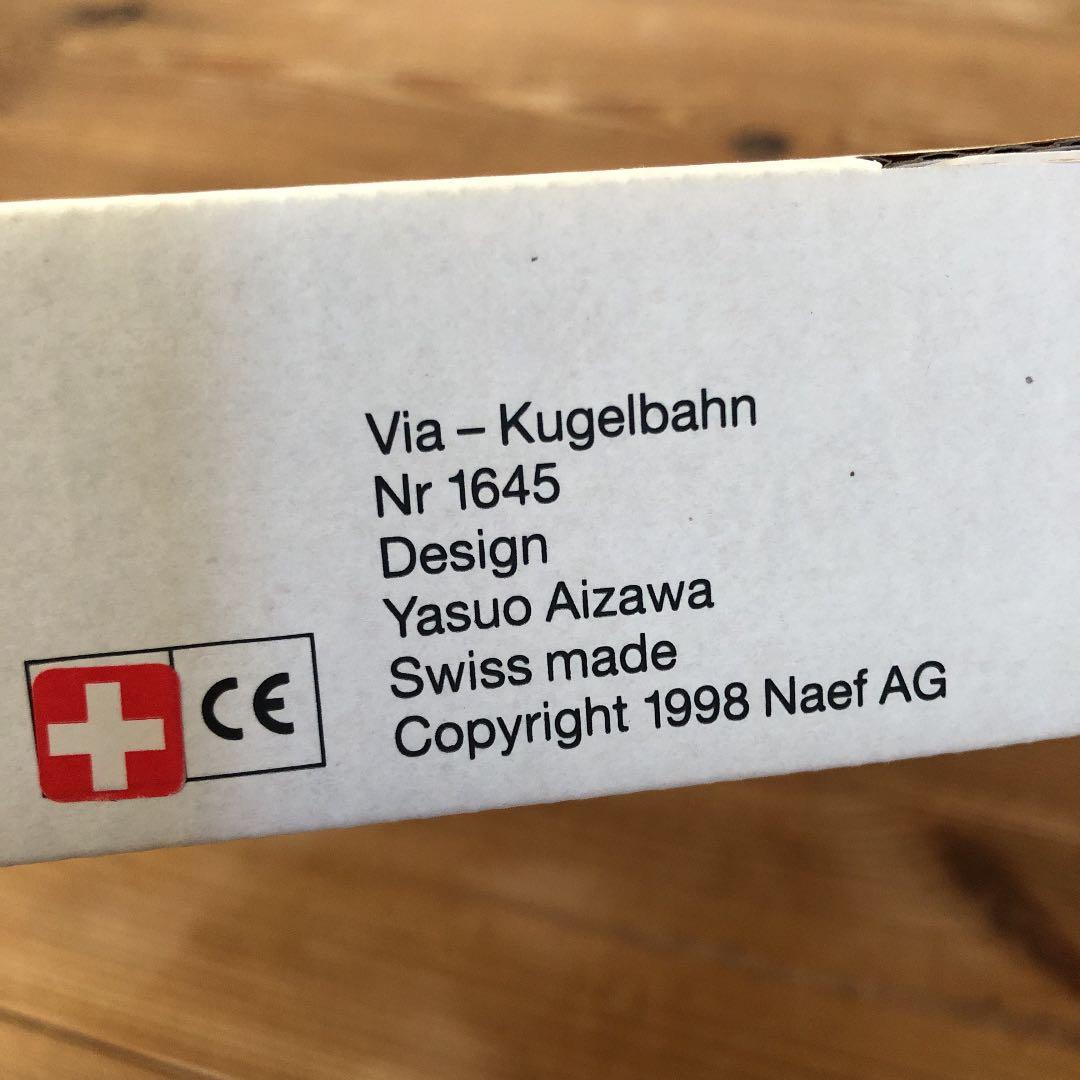 Via – Kugelbahn
Nr 1645
Design
Yasuo Aizawa
Swiss made
Copyright 1998 Naef AG
CE